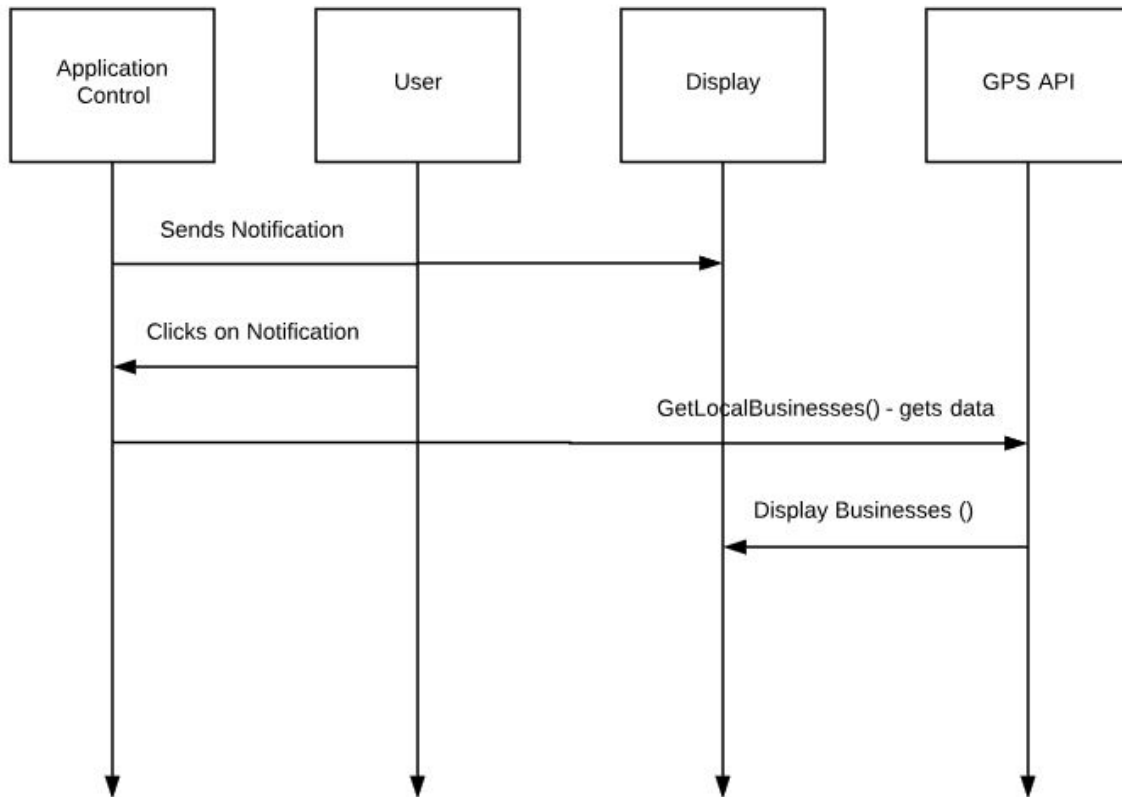 Application
Control
User
Display
GPS API
Sends Notification
Clicks on Notification
GetLocalBusinesses() - gets data
Display Businesses ()